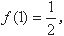 f(1) = 1/2,